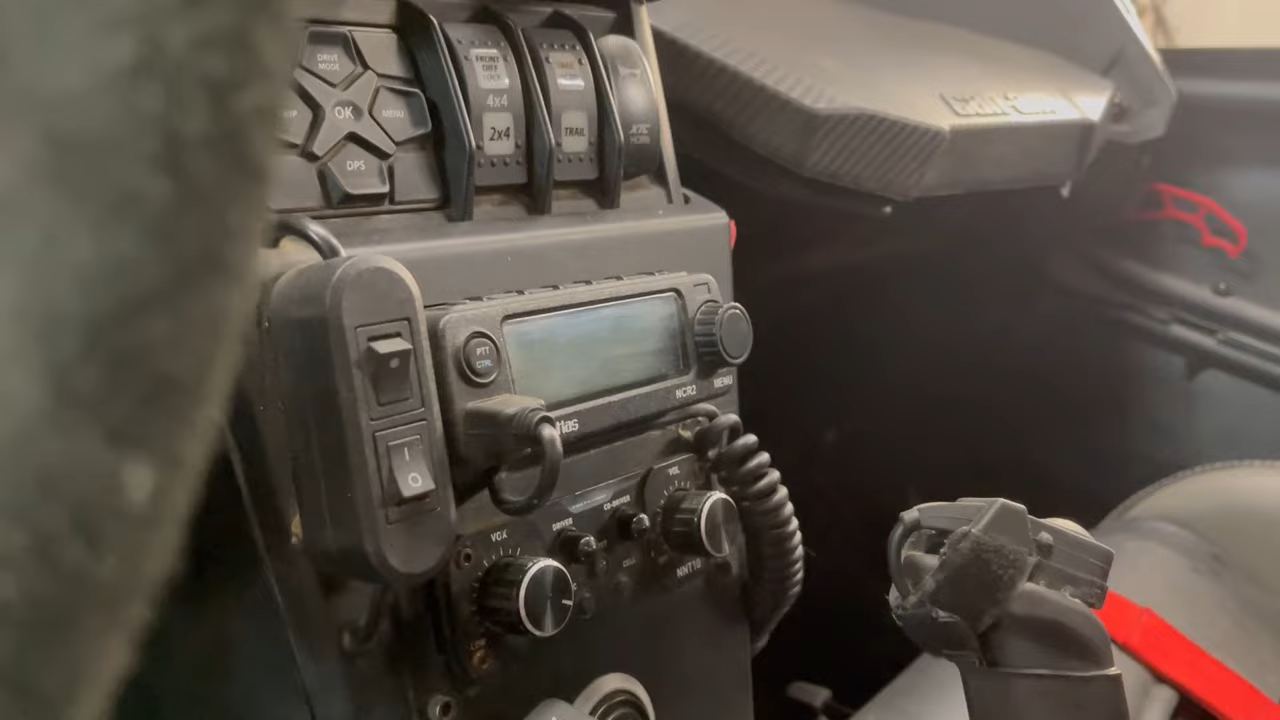 DRIVE
MODE
OK
MENU
DPS
FRONT
DIFF
LOCK
4x4
2x4
TRAIL
PTT
CTRL
NCR2
MENU
VOX
DRIVER
CO-DRIVER
VOL
NNT10